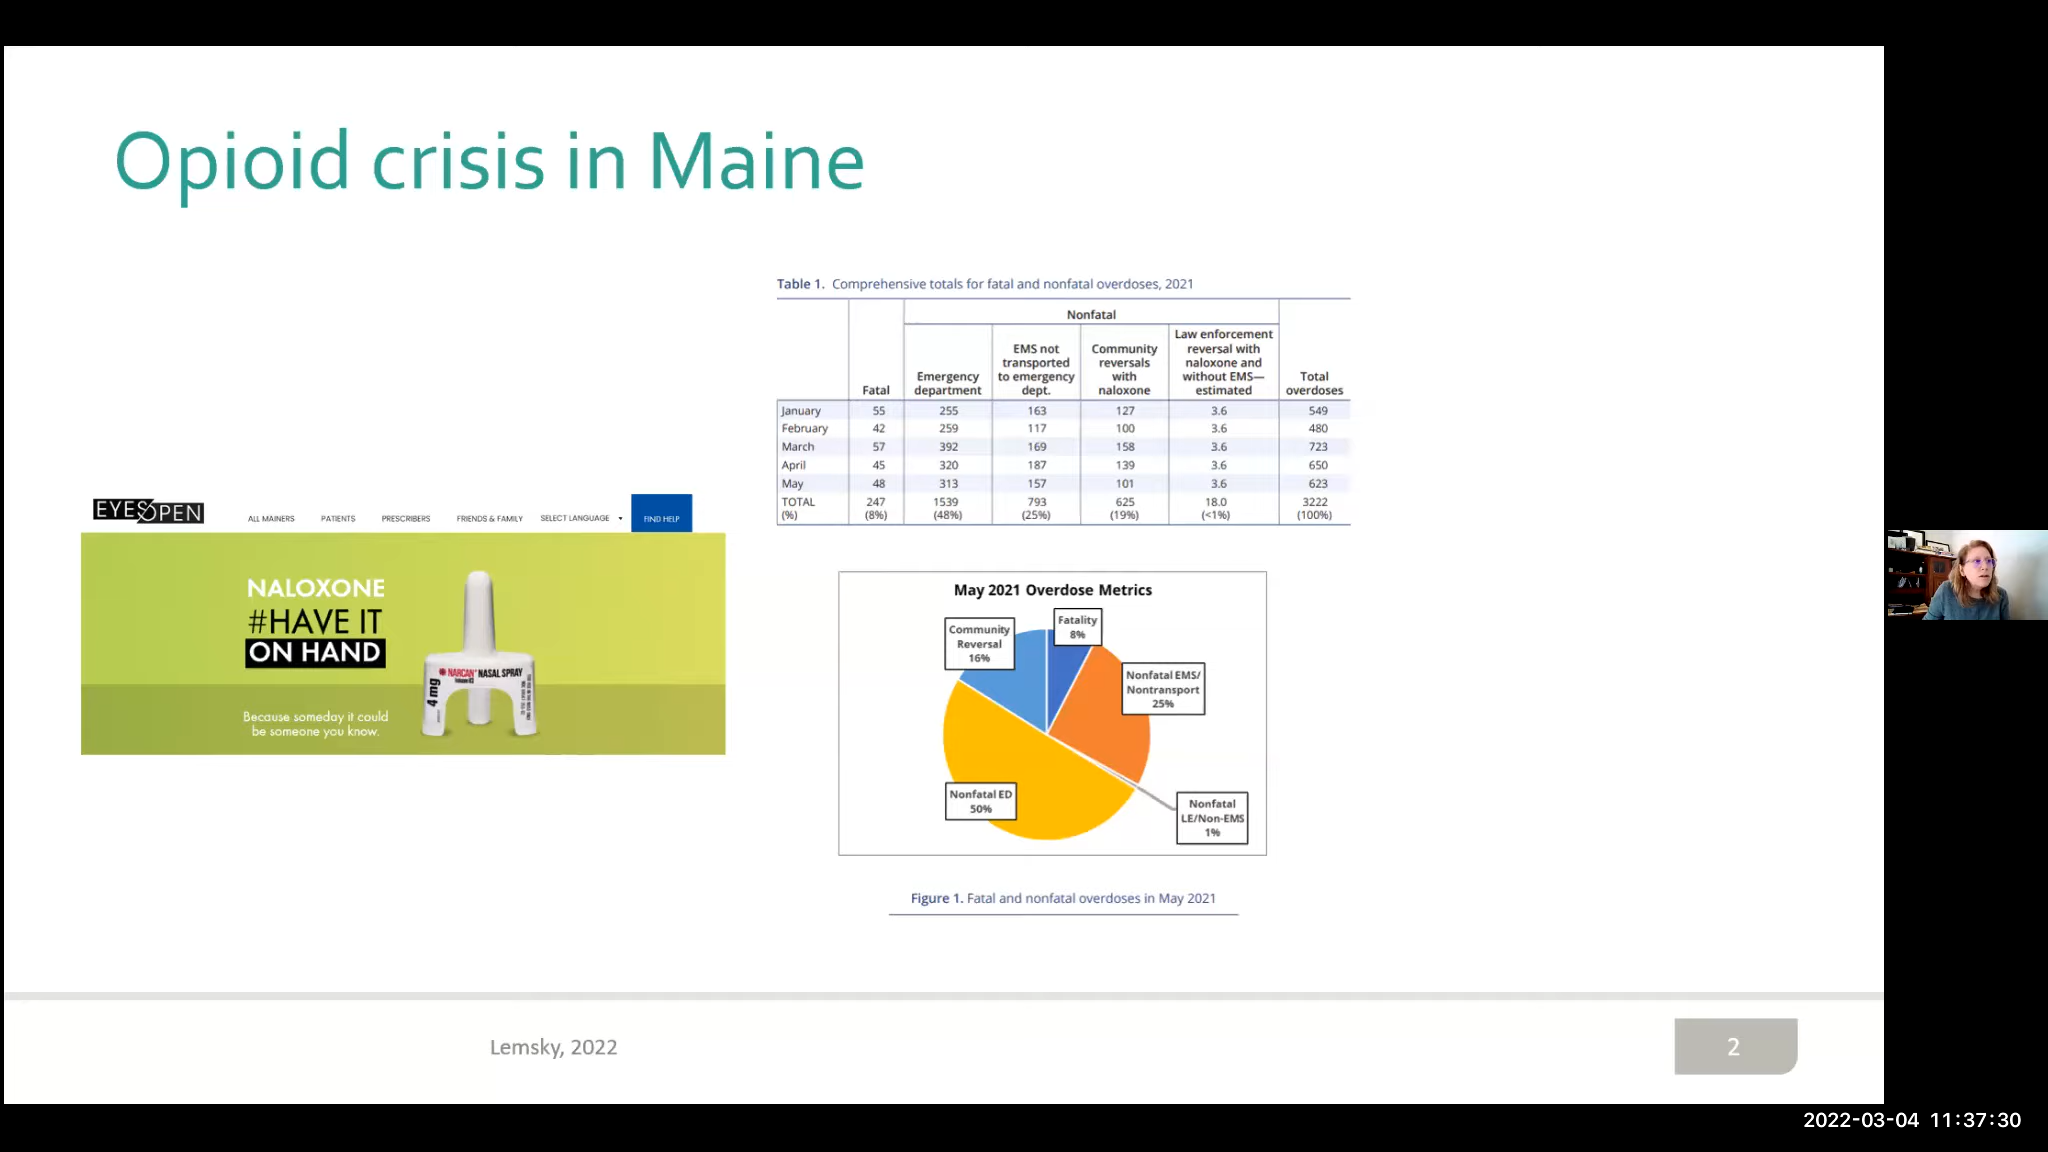 Opioid crisis in Maine
EYES OPEN
ALL MAINERS PATIENTS PRESCRIBERS FRIENDS & FAMILY SELECT LANGUAGE FIND HELP
NALOXONE
#HAVE IT
ON HAND
Because someday it could
be someone you know.
4 mg
NARCAN® NASAL SPRAY
Table 1. Comprehensive totals for fatal and nonfatal overdoses, 2021
Nonfatal
Fatal
Emergency
department
EMS not
transported
to emergency
dept.
Community
reversals
with
naloxone
Law enforcement
reversal with
naloxone and
without EMS—
estimated
Total
overdoses
January 55 255 163 127 3.6 549
February 42 259 117 100 3.6 480
March 57 392 169 158 3.6 723
April 45 320 187 139 3.6 650
May 48 313 157 101 3.6 623
TOTAL 247 1539 793 625 18.0 3222
(%) (8%) (48%) (25%) (19%) (<1%) (100%)
May 2021 Overdose Metrics
Fatality
8%
Community
Reversal
16%
Nonfatal EMS/
Nontransport
25%
Nonfatal ED
50%
Nonfatal
LE/Non-EMS
1%
Figure 1. Fatal and nonfatal overdoses in May 2021
Lemsky, 2022
2
2022-03-04 11:37:30